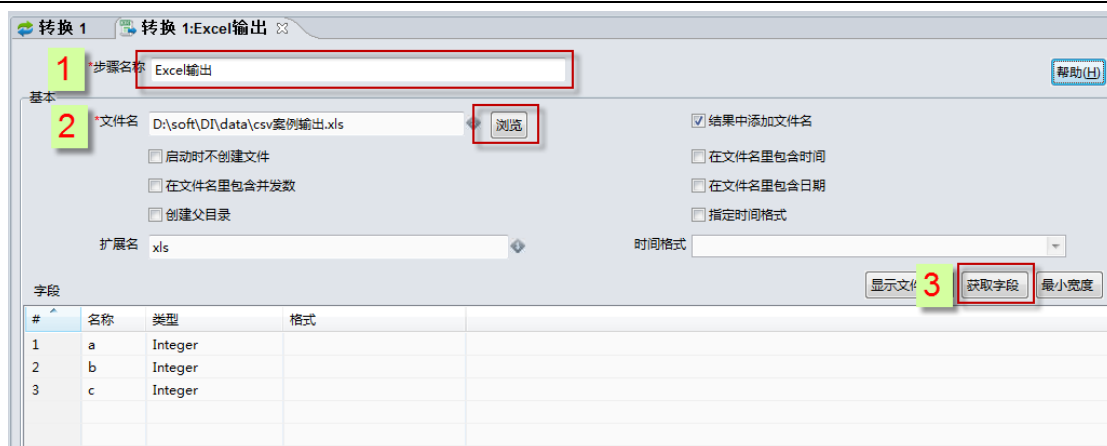 转换 1 转换 1:Excel输出
1 *步骤名称 Excel输出 帮助(H)
基本
2 *文件名 D:\soft\DI\data\csv案例输出.xls 浏览 结果中添加文件名
启动时不创建文件 在文件名里包含时间
在文件名里包含并发数 在文件名里包含日期
创建父目录 指定时间格式
扩展名 xls 时间格式
字段 显示文件 3 获取字段 最小宽度
# 名称 类型 格式
1 a Integer
2 b Integer
3 c Integer